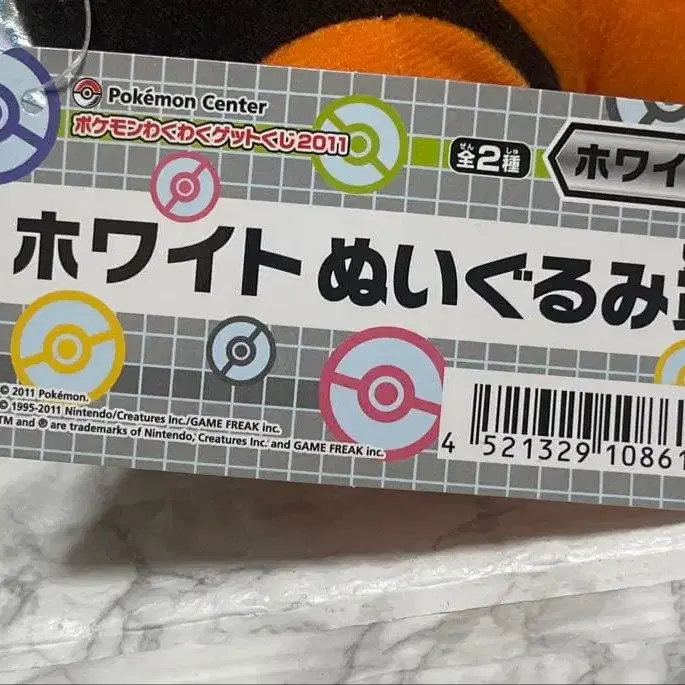 Pokémon Center
ポケモンわくわくゲットくじ2011
全2種
ぜん しゅ
ホワイ
ホワイト ぬいぐるみ
© 2011 Pokémon.
© 1995-2011 Nintendo/Creatures Inc./GAME FREAK inc.
TM and ® are trademarks of Nintendo, Creatures Inc. and GAME FREAK inc.
4 521329 10861